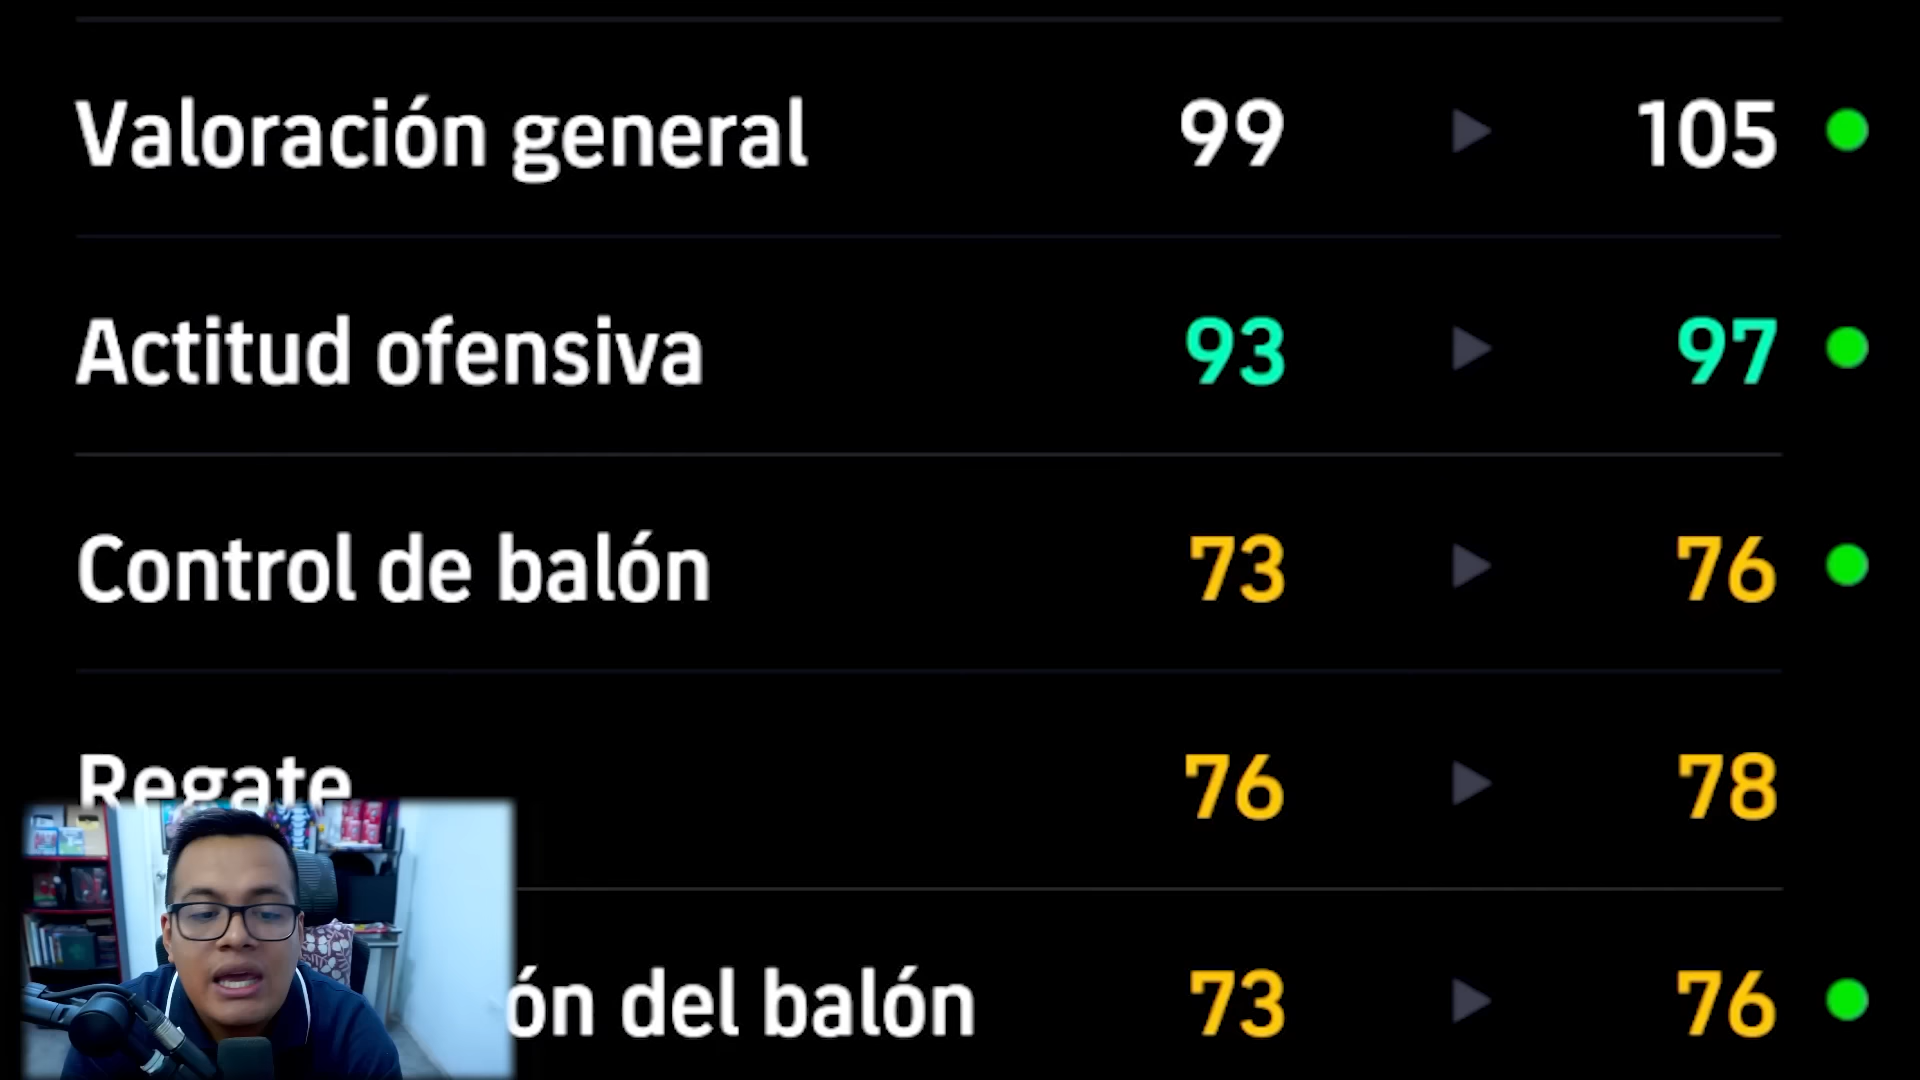 Valoración general 99 105
Actitud ofensiva 93 97
Control de balón 73 76
Regate 76 78
ón del balón 73 76